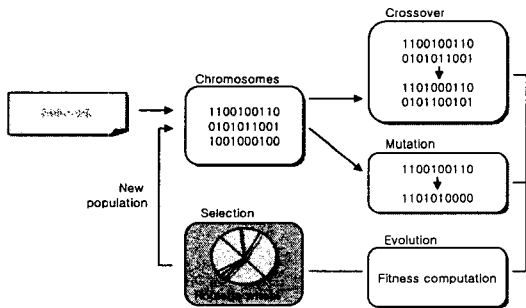 Crossover
1100100110
0101011001
1101000110
0101100101
Chromosomes
1100100110
0101011001
1001000100
Mutation
1100100110
1101010000
New
population
Selection
Evolution
Fitness computation